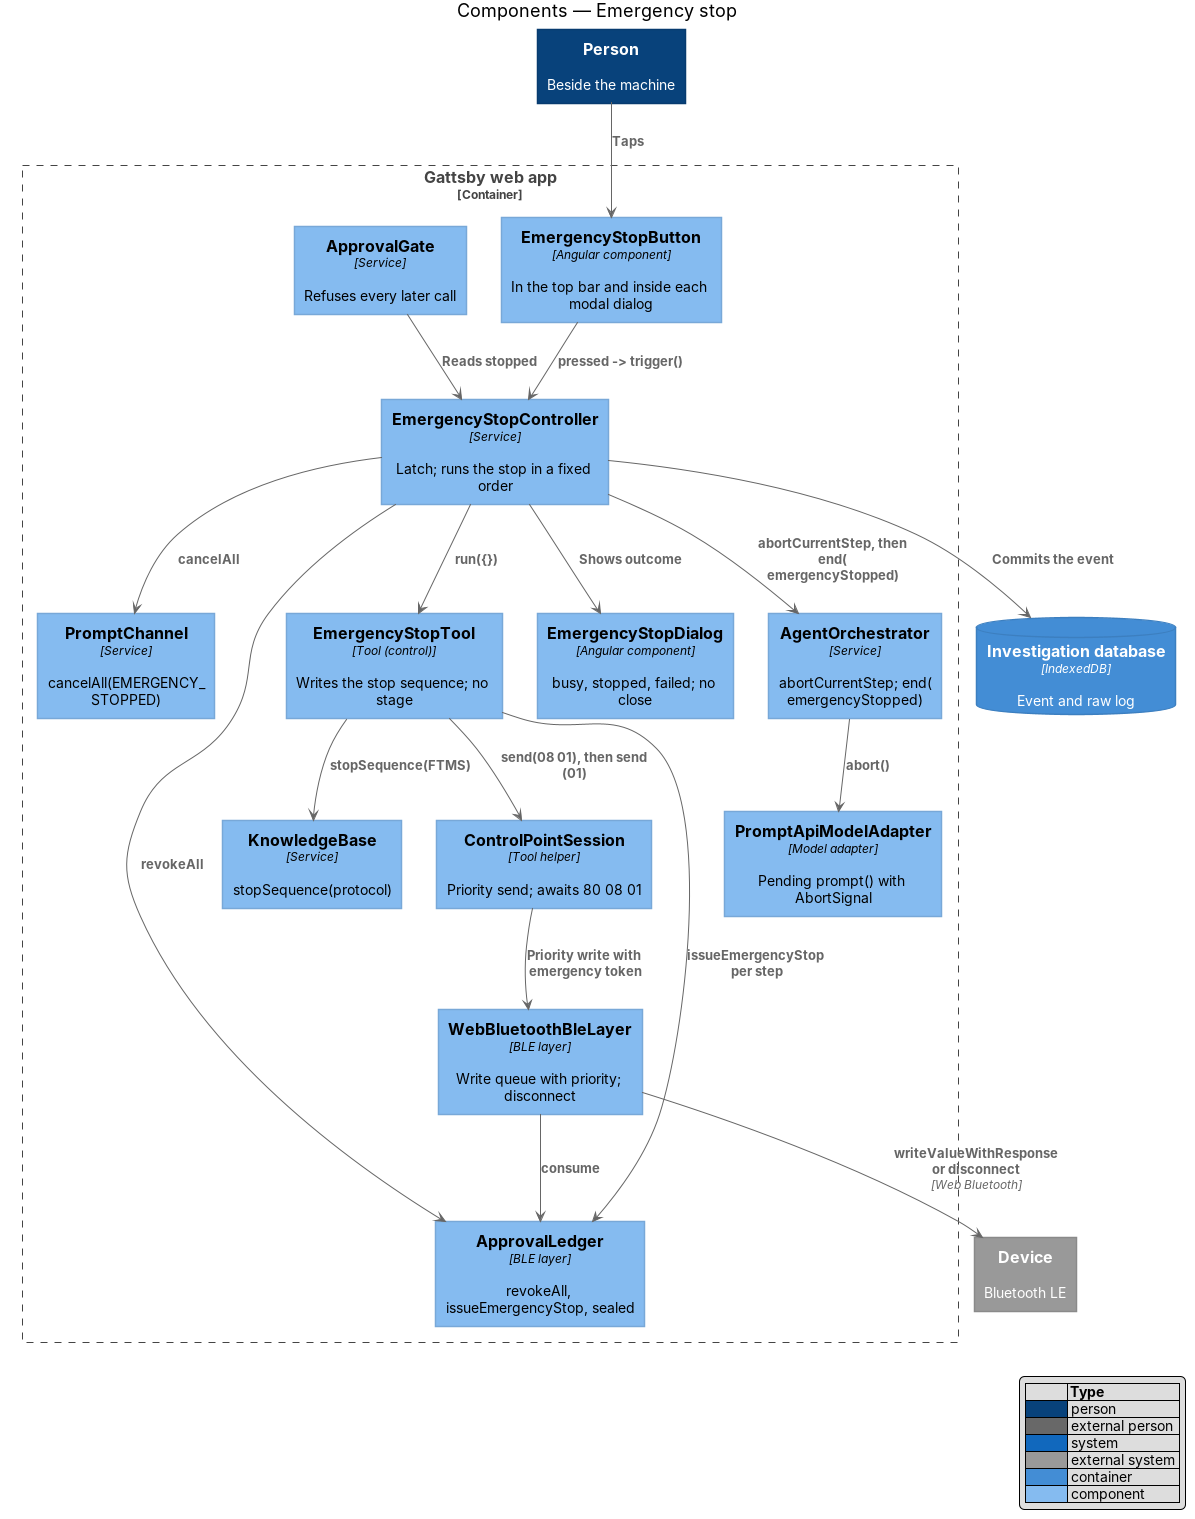 Components — Emergency stop
Person
Beside the machine
Taps
Gattsby web app
[Container]
ApprovalGate
[Service]
Refuses every later call
EmergencyStopButton
[Angular component]
In the top bar and inside each
modal dialog
Reads stopped
pressed -> trigger()
EmergencyStopController
[Service]
Latch; runs the stop in a fixed
order
cancelAll
run({})
Shows outcome
abortCurrentStep, then
end(
emergencyStopped)
Commits the event
PromptChannel
[Service]
cancelAll(EMERGENCY_
STOPPED)
EmergencyStopTool
[Tool (control)]
Writes the stop sequence; no
stage
EmergencyStopDialog
[Angular component]
busy, stopped, failed; no
close
AgentOrchestrator
[Service]
abortCurrentStep; end(
emergencyStopped)
Investigation database
[IndexedDB]
Event and raw log
stopSequence(FTMS)
send(08 01), then send
(01)
abort()
revokeAll
KnowledgeBase
[Service]
stopSequence(protocol)
ControlPointSession
[Tool helper]
Priority send; awaits 80 08 01
PromptApiModelAdapter
[Model adapter]
Pending prompt() with
AbortSignal
Priority write with
emergency token
issueEmergencyStop
per step
WebBluetoothBleLayer
[BLE layer]
Write queue with priority;
disconnect
consume
writeValueWithResponse
or disconnect
[Web Bluetooth]
ApprovalLedger
[BLE layer]
revokeAll,
issueEmergencyStop, sealed
Device
Bluetooth LE
Type
person
external person
system
external system
container
component